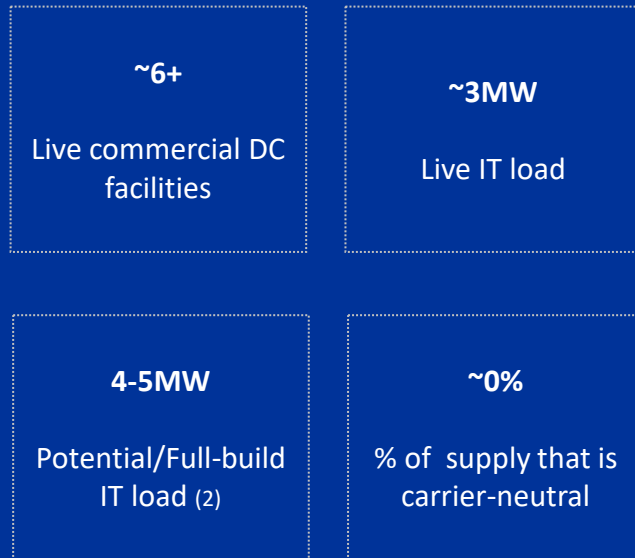 ~6+
Live commercial DC
facilities
~3MW
Live IT load
4-5MW
Potential/Full-build
IT load (2)
~0%
% of  supply that is
carrier-neutral